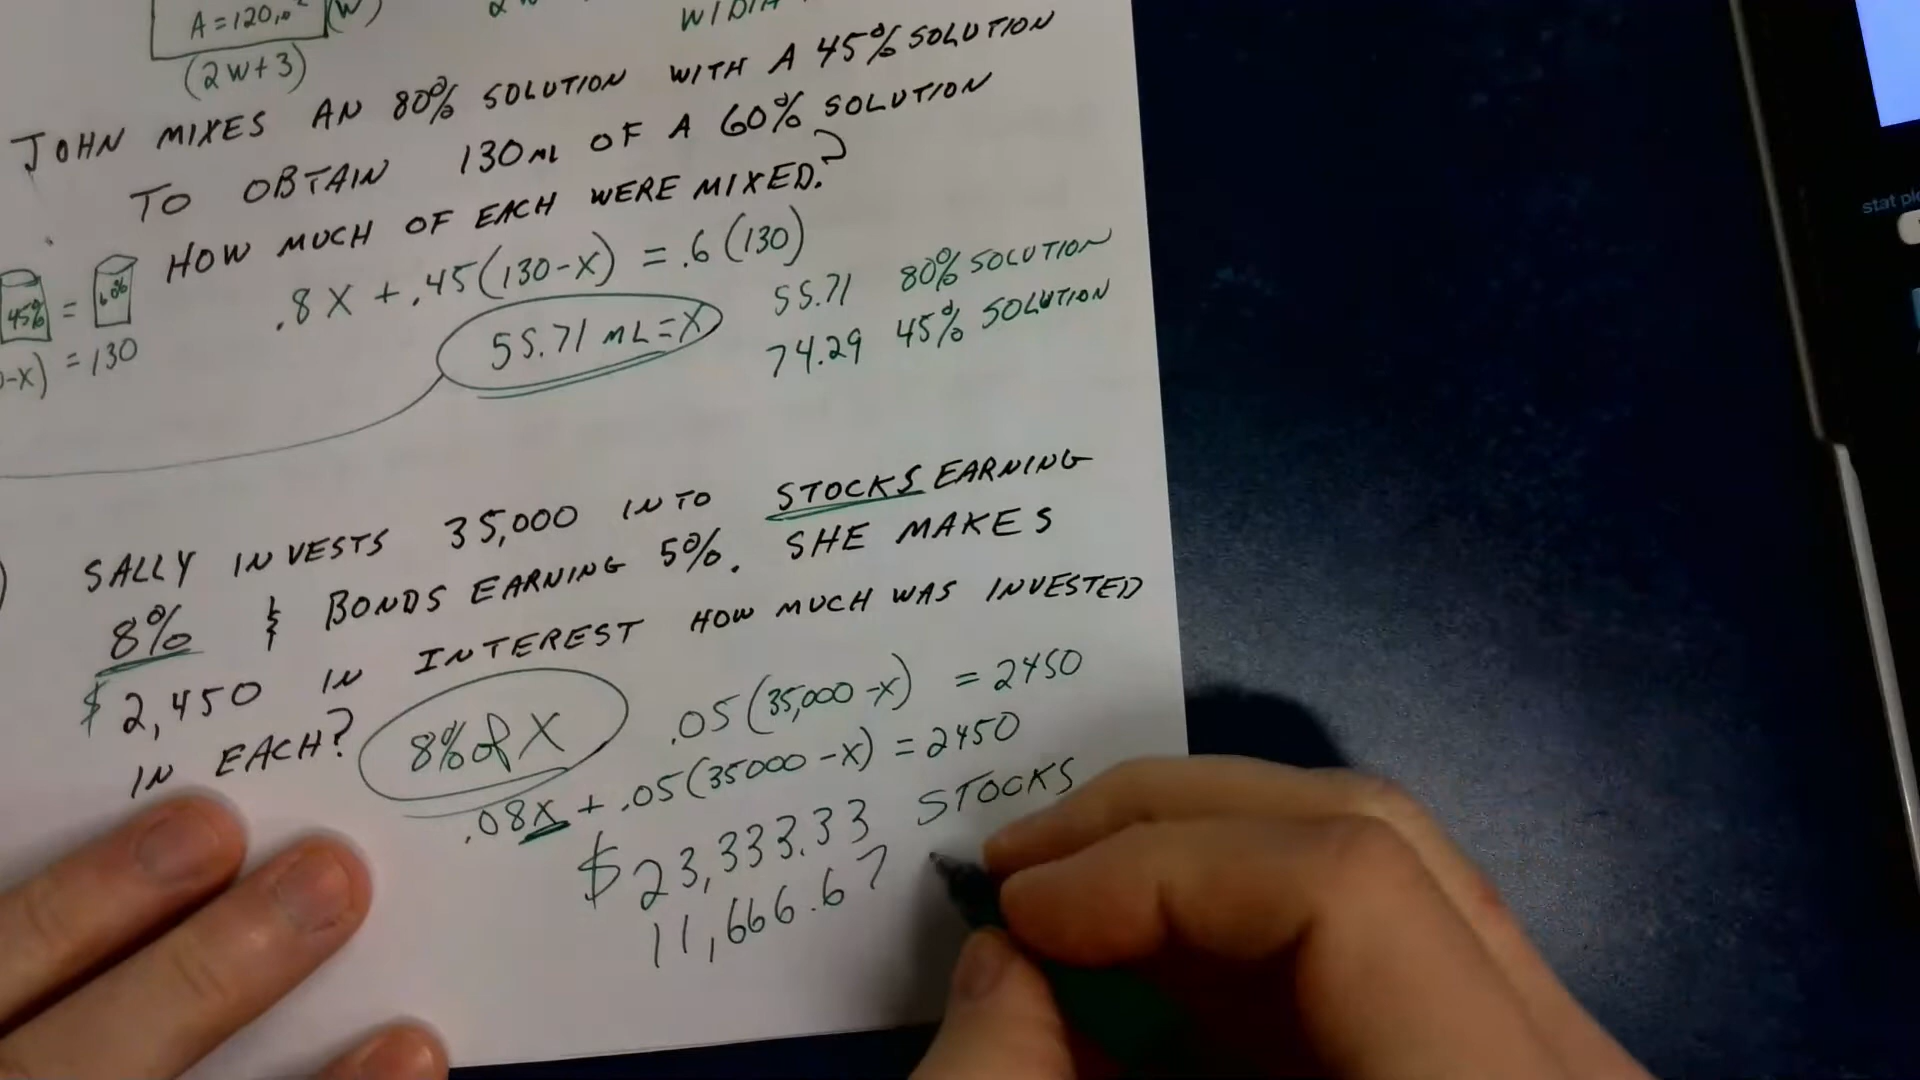 A = 120
(W)
(2W+3)
JOHN MIXES AN 80% SOLUTION WITH A 45% SOLUTION
TO OBTAIN 130ML OF A 60% SOLUTION
HOW MUCH OF EACH WERE MIXED?
.8X + .45(130-X) = .6(130)
45% = 60%
-X) = 130
55.71 ML = X
55.71 80% SOLUTION
74.29 45% SOLUTION
) SALLY INVESTS 35,000 INTO STOCKS EARNING
8% & BONDS EARNING 5%. SHE MAKES
$2,450 IN INTEREST HOW MUCH WAS INVESTED
IN EACH?
8% of X .05(35,000-X) = 2450
.08X + .05(35000-X) = 2450
$23,333.33 STOCKS
11,666.67
stat